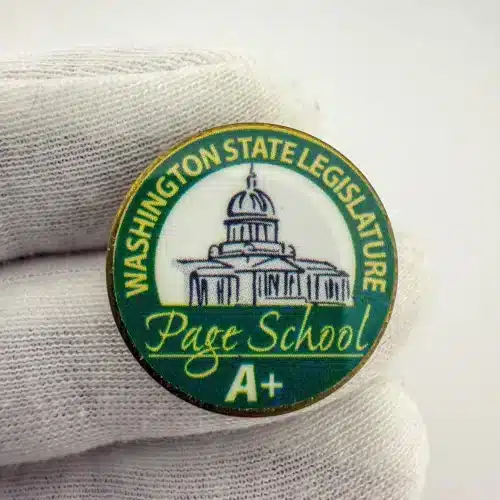 WASHINGTON STATE LEGISLATURE
Page School
A+